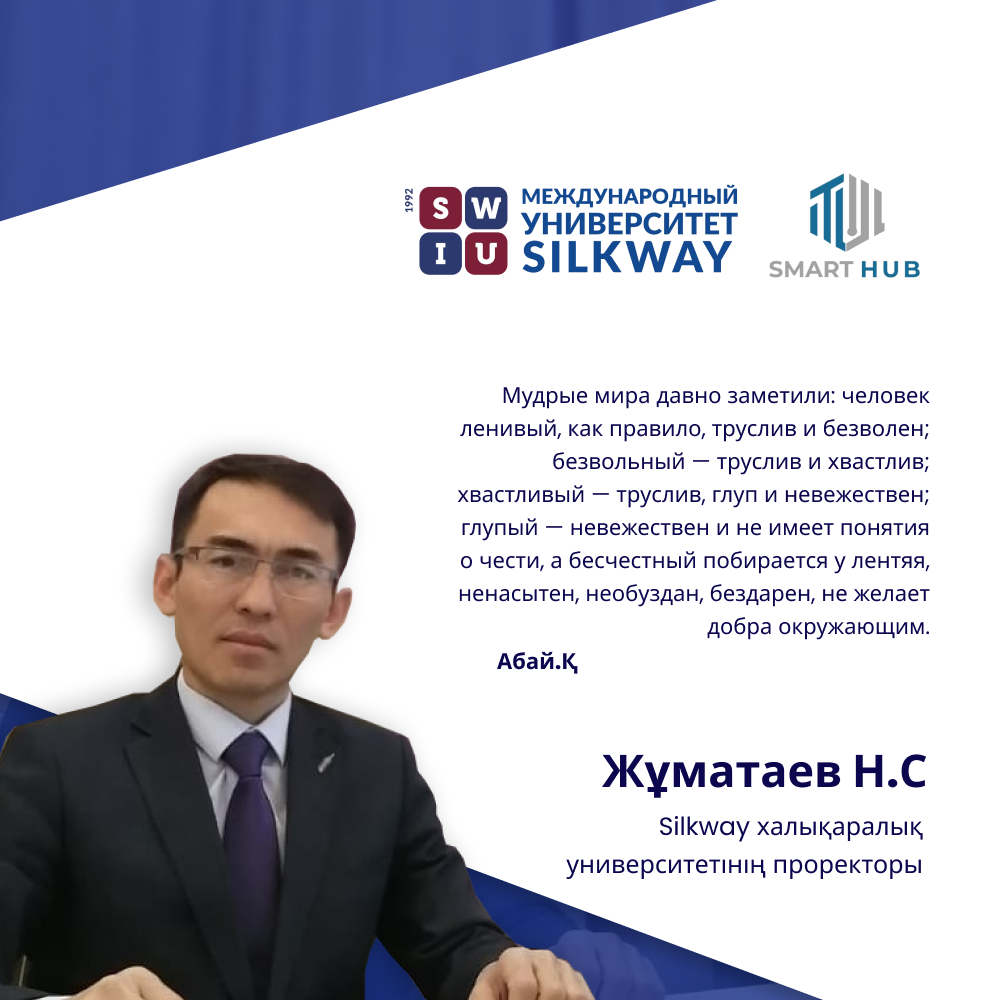 1992
S W
I U
МЕЖДУНАРОДНЫЙ
УНИВЕРСИТЕТ
SILKWAY
SMART HUB
Мудрые мира давно заметили: человек
ленивый, как правило, труслив и безволен;
безвольный — труслив и хвастлив;
хвастливый — труслив, глуп и невежествен;
глупый — невежествен и не имеет понятия
о чести, а бесчестный побирается у лентяя,
ненасытен, необуздан, бездарен, не желает
добра окружающим.
Абай.Қ
Жұматаев Н.С
Silkway халықаралық
университетінің проректоры